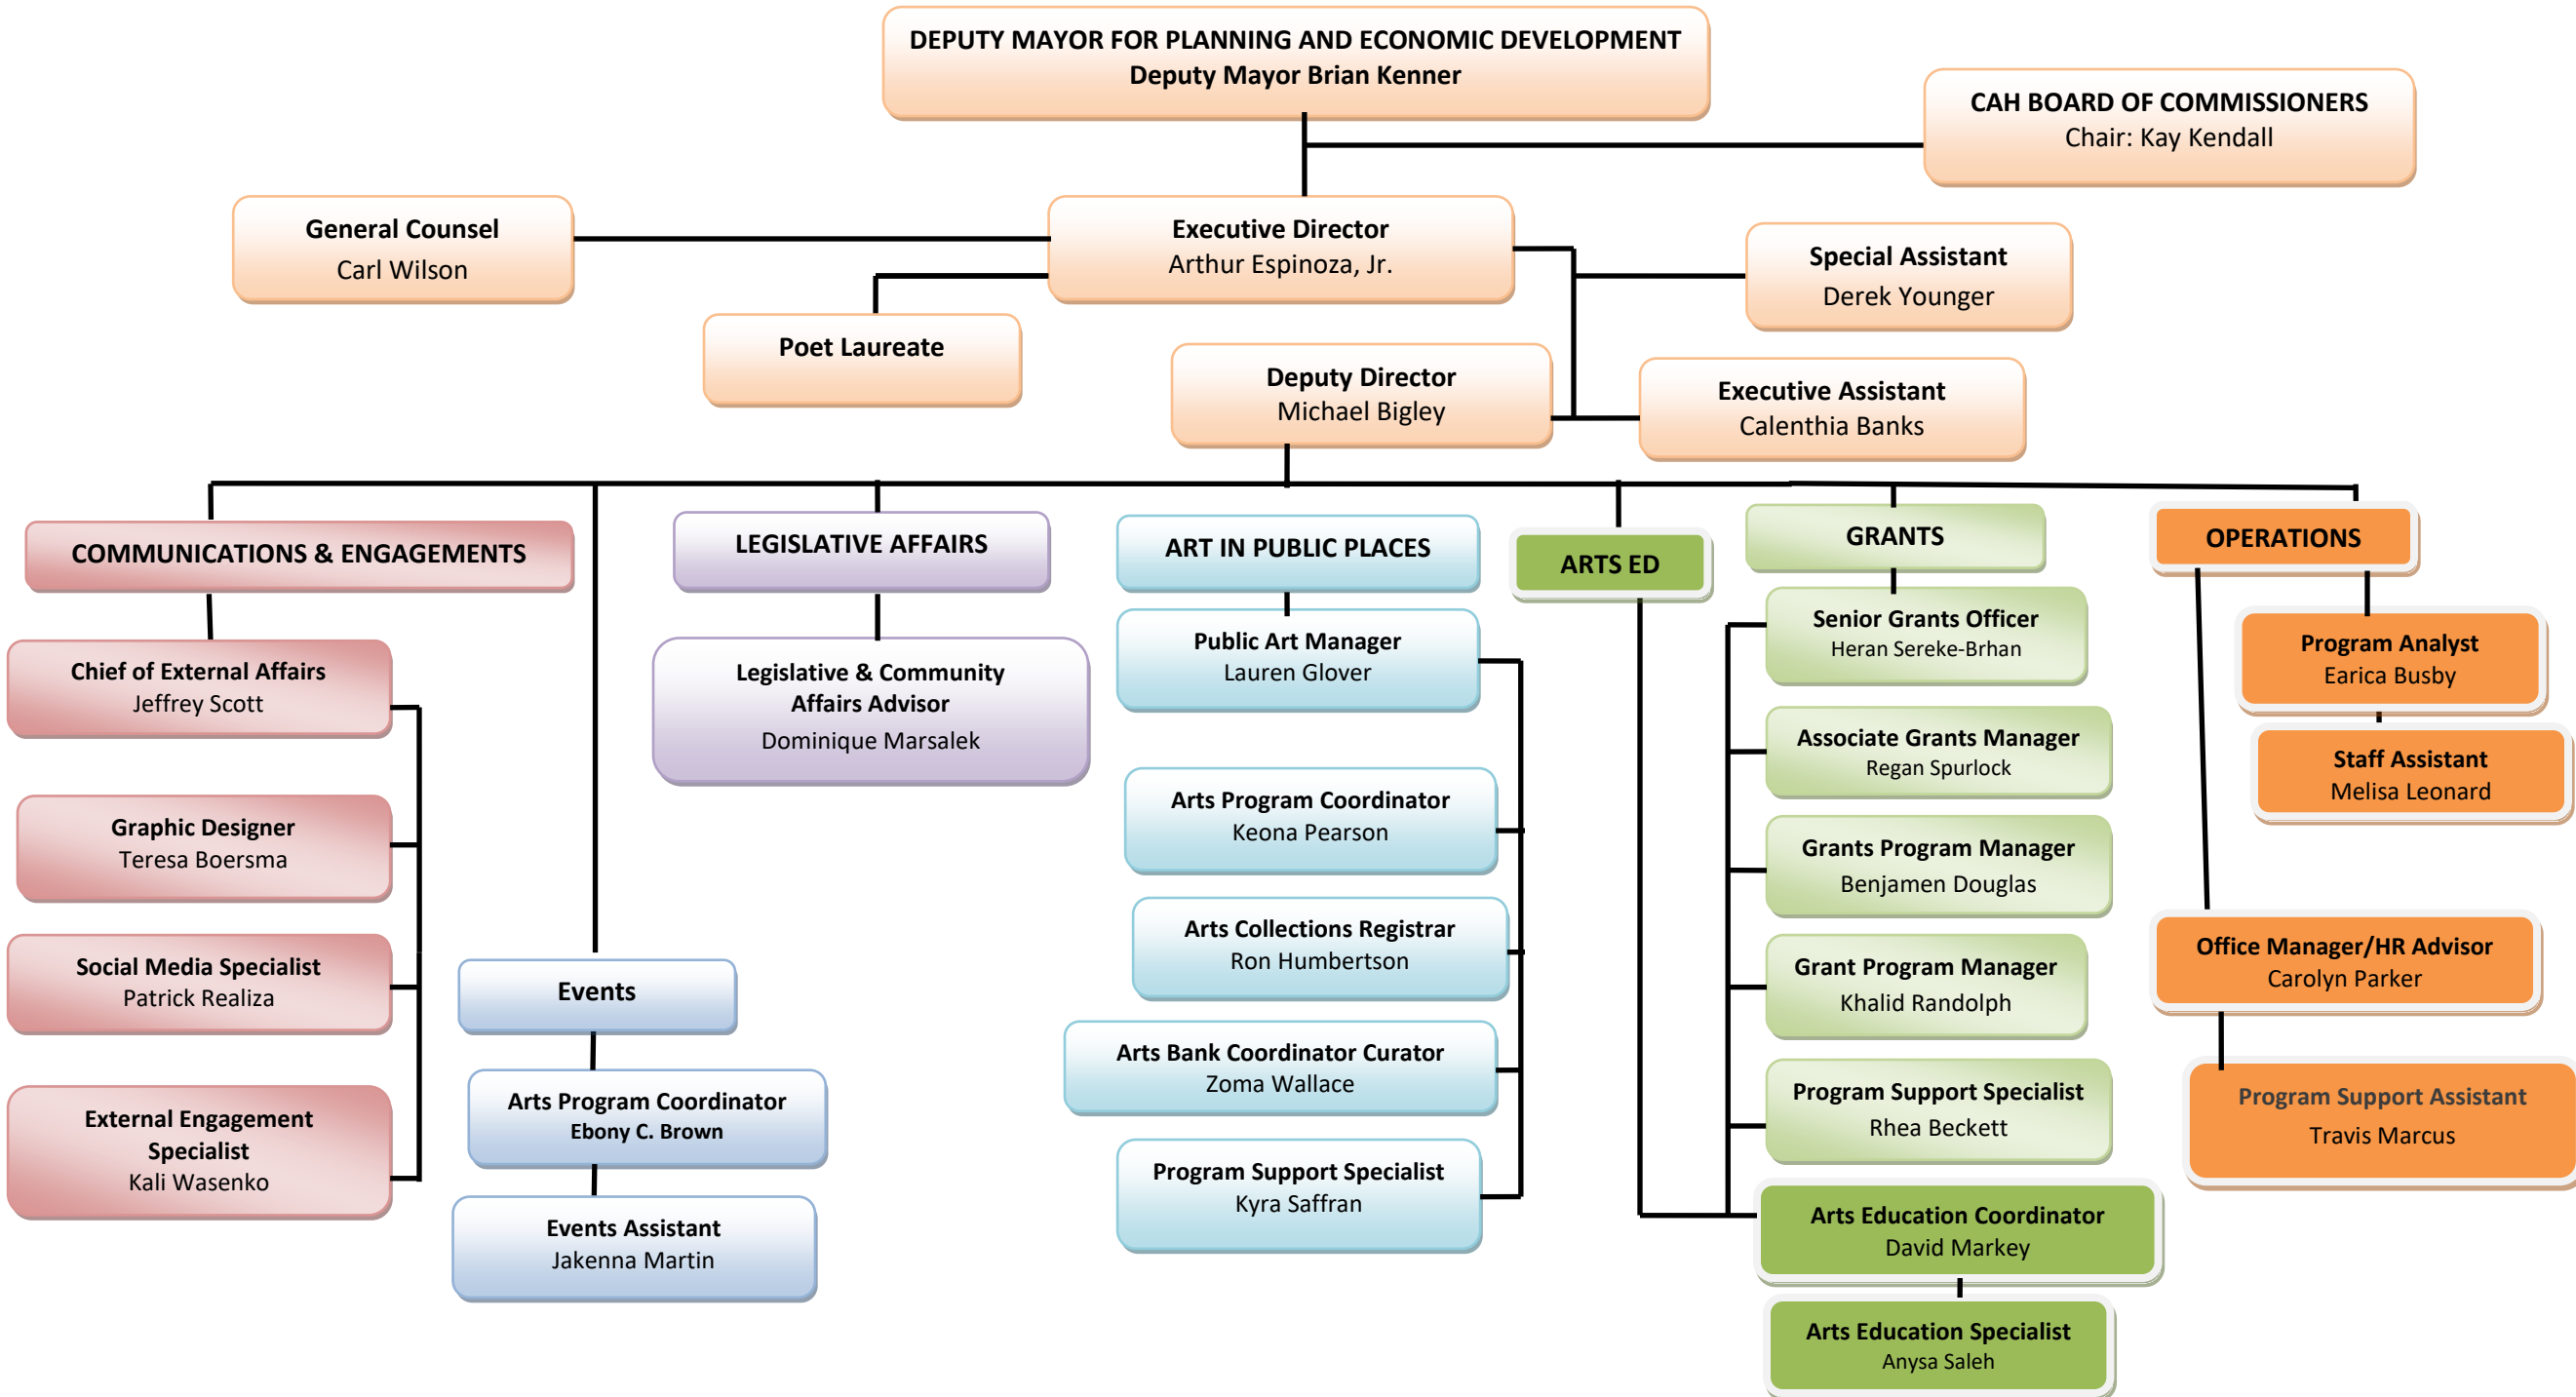 DEPUTY MAYOR FOR PLANNING AND ECONOMIC DEVELOPMENT
Deputy Mayor Brian Kenner
CAH BOARD OF COMMISSIONERS
Chair: Kay Kendall
General Counsel
Carl Wilson
Executive Director
Arthur Espinoza, Jr.
Special Assistant
Derek Younger
Poet Laureate
Deputy Director
Michael Bigley
Executive Assistant
Calenthia Banks
COMMUNICATIONS & ENGAGEMENTS
Chief of External Affairs
Jeffrey Scott
Graphic Designer
Teresa Boersma
Social Media Specialist
Patrick Realiza
External Engagement
Specialist
Kali Wasenko
Events
Arts Program Coordinator
Ebony C. Brown
Events Assistant
Jakenna Martin
LEGISLATIVE AFFAIRS
Legislative & Community
Affairs Advisor
Dominique Marsalek
ART IN PUBLIC PLACES
Public Art Manager
Lauren Glover
Arts Program Coordinator
Keona Pearson
Arts Collections Registrar
Ron Humbertson
Arts Bank Coordinator Curator
Zoma Wallace
Program Support Specialist
Kyra Saffran
ARTS ED
GRANTS
Senior Grants Officer
Heran Sereke-Brhan
Associate Grants Manager
Regan Spurlock
Grants Program Manager
Benjamen Douglas
Grant Program Manager
Khalid Randolph
Program Support Specialist
Rhea Beckett
Arts Education Coordinator
David Markey
Arts Education Specialist
Anysa Saleh
OPERATIONS
Program Analyst
Earica Busby
Staff Assistant
Melisa Leonard
Office Manager/HR Advisor
Carolyn Parker
Program Support Assistant
Travis Marcus